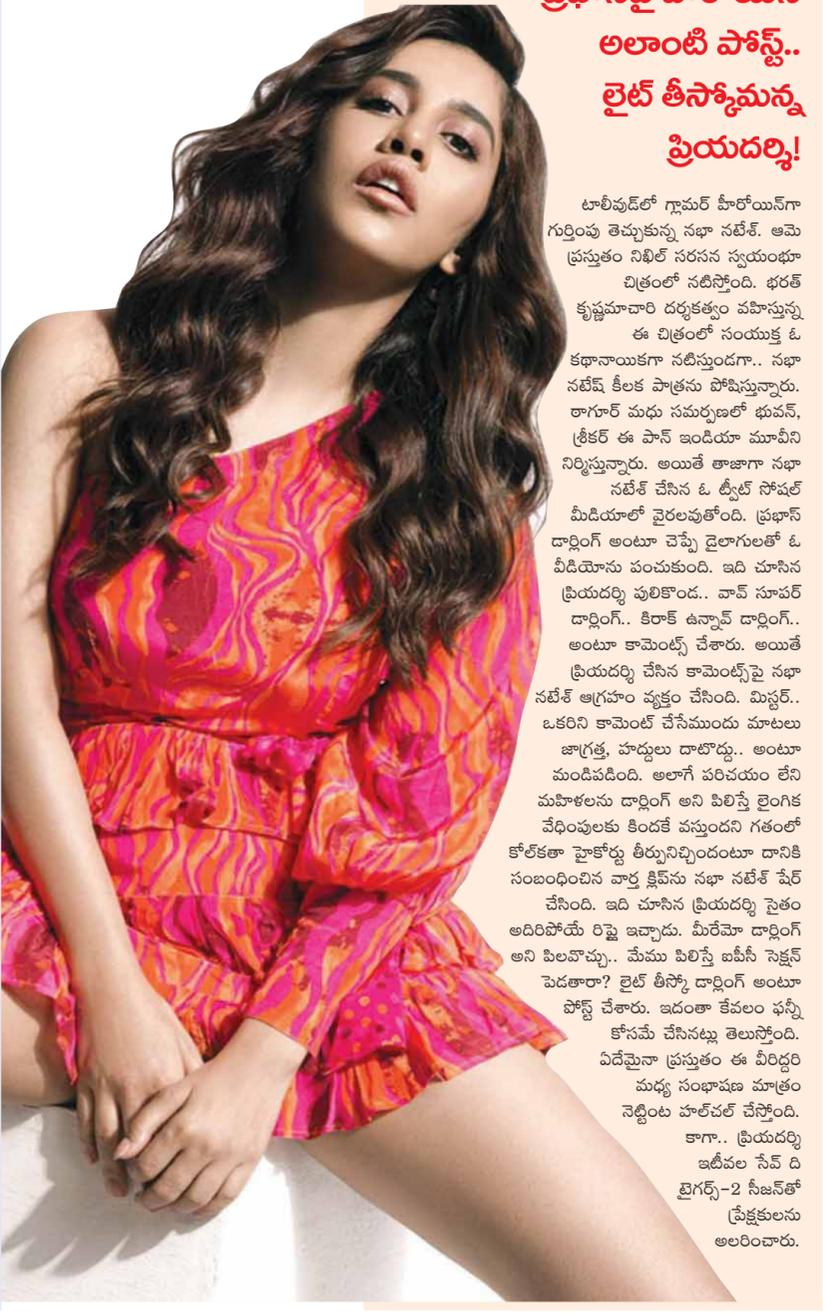 అలాంటి పోస్ట్..
లైట్ తీస్కోమన్న
ప్రియదర్శి!
టాలీవుడ్‌లో గ్లామర్ హీరోయిన్‌గా
గుర్తింపు తెచ్చుకున్న నభా నటేశ్. ఆమె
ప్రస్తుతం నిఖిల్ సరసన స్వయంభూ
చిత్రంలో నటిస్తోంది. భరత్
కృష్ణమాచారి దర్శకత్వం వహిస్తున్న
ఈ చిత్రంలో సంయుక్త ఓ
కథానాయికగా నటిస్తుండగా.. నభా
నటేష్ కీలక పాత్రను పోషిస్తున్నారు.
ఠాగూర్ మధు సమర్పణలో భువన్,
శ్రీకర్ ఈ పాన్ ఇండియా మూవీని
నిర్మిస్తున్నారు. అయితే తాజాగా నభా
నటేశ్ చేసిన ఓ ట్వీట్ సోషల్
మీడియాలో వైరలవుతోంది. ప్రభాస్
డార్లింగ్ అంటూ చెప్పే డైలాగులతో ఓ
వీడియోను పంచుకుంది. ఇది చూసిన
ప్రియదర్శి పులికొండ.. వావ్ సూపర్
డార్లింగ్.. కిరాక్ ఉన్నావ్ డార్లింగ్..
అంటూ కామెంట్స్ చేశారు. అయితే
ప్రియదర్శి చేసిన కామెంట్స్‌పై నభా
నటేశ్ ఆగ్రహం వ్యక్తం చేసింది. మిస్టర్..
ఒకరిని కామెంట్ చేసేముందు మాటలు
జాగ్రత్త, హద్దులు దాటొద్దు.. అంటూ
మండిపడింది. అలాగే పరిచయం లేని
మహిళలను డార్లింగ్ అని పిలిస్తే లైంగిక
వేధింపులకు కిందకే వస్తుందని గతంలో
కోల్‌కతా హైకోర్టు తీర్పునిచ్చిందంటూ దానికి
సంబంధించిన వార్త క్లిప్‌ను నభా నటేశ్ షేర్
చేసింది. ఇది చూసిన ప్రియదర్శి సైతం
అదిరిపోయే రిప్లై ఇచ్చాడు. మీరేమో డార్లింగ్
అని పిలవొచ్చు.. మేము పిలిస్తే ఐపీసీ సెక్షన్
పెడతారా? లైట్ తీస్కో డార్లింగ్ అంటూ
పోస్ట్ చేశారు. ఇదంతా కేవలం ఫన్నీ
కోసమే చేసినట్లు తెలుస్తోంది.
ఏదేమైనా ప్రస్తుతం ఈ వీరిద్దరి
మధ్య సంభాషణ మాత్రం
నెట్టింట హల్‌చల్ చేస్తోంది.
కాగా.. ప్రియదర్శి
ఇటీవల సేవ్ ది
టైగర్స్-2 సీజన్‌తో
ప్రేక్షకులను
అలరించారు.